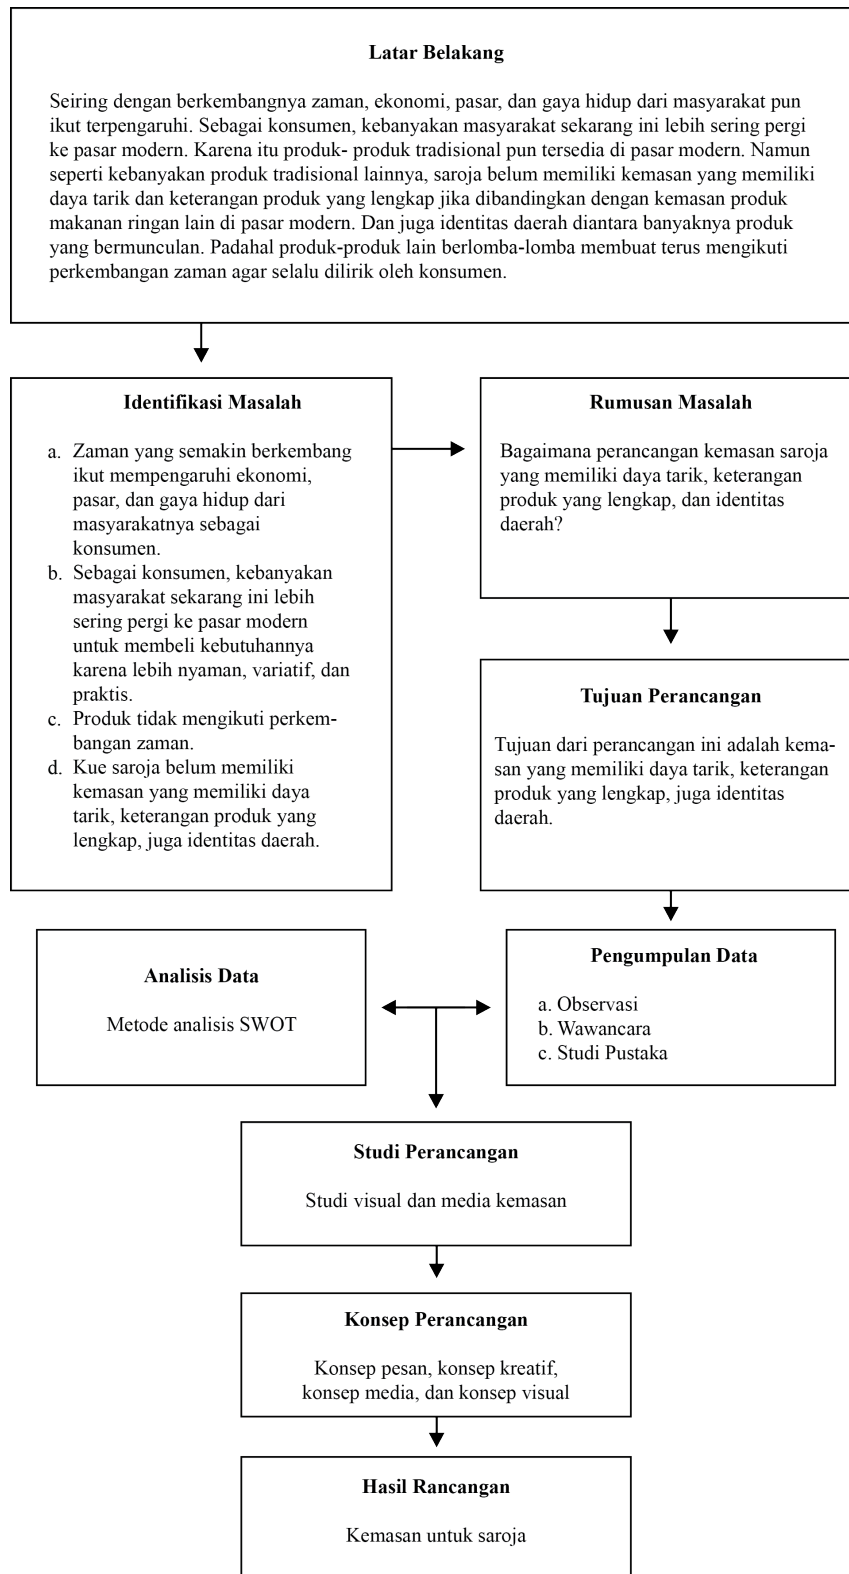 Latar Belakang
Seiring dengan berkembangnya zaman, ekonomi, pasar, dan gaya hidup dari masyarakat pun
ikut terpengaruhi. Sebagai konsumen, kebanyakan masyarakat sekarang ini lebih sering pergi
ke pasar modern. Karena itu produk- produk tradisional pun tersedia di pasar modern. Namun
seperti kebanyakan produk tradisional lainnya, saroja belum memiliki kemasan yang memiliki
daya tarik dan keterangan produk yang lengkap jika dibandingkan dengan kemasan produk
makanan ringan lain di pasar modern. Dan juga identitas daerah diantara banyaknya produk
yang bermunculan. Padahal produk-produk lain berlomba-lomba membuat terus mengikuti
perkembangan zaman agar selalu dilirik oleh konsumen.
Identifikasi Masalah
a. Zaman yang semakin berkembang
ikut mempengaruhi ekonomi,
pasar, dan gaya hidup dari
masyarakatnya sebagai
konsumen.
b. Sebagai konsumen, kebanyakan
masyarakat sekarang ini lebih
sering pergi ke pasar modern
untuk membeli kebutuhannya
karena lebih nyaman, variatif, dan
praktis.
c. Produk tidak mengikuti perkem-
bangan zaman.
d. Kue saroja belum memiliki
kemasan yang memiliki daya
tarik, keterangan produk yang
lengkap, juga identitas daerah.
Rumusan Masalah
Bagaimana perancangan kemasan saroja
yang memiliki daya tarik, keterangan
produk yang lengkap, dan identitas
daerah?
Tujuan Perancangan
Tujuan dari perancangan ini adalah kema-
san yang memiliki daya tarik, keterangan
produk yang lengkap, juga identitas
daerah.
Analisis Data
Metode analisis SWOT
Pengumpulan Data
a. Observasi
b. Wawancara
c. Studi Pustaka
Studi Perancangan
Studi visual dan media kemasan
Konsep Perancangan
Konsep pesan, konsep kreatif,
konsep media, dan konsep visual
Hasil Rancangan
Kemasan untuk saroja